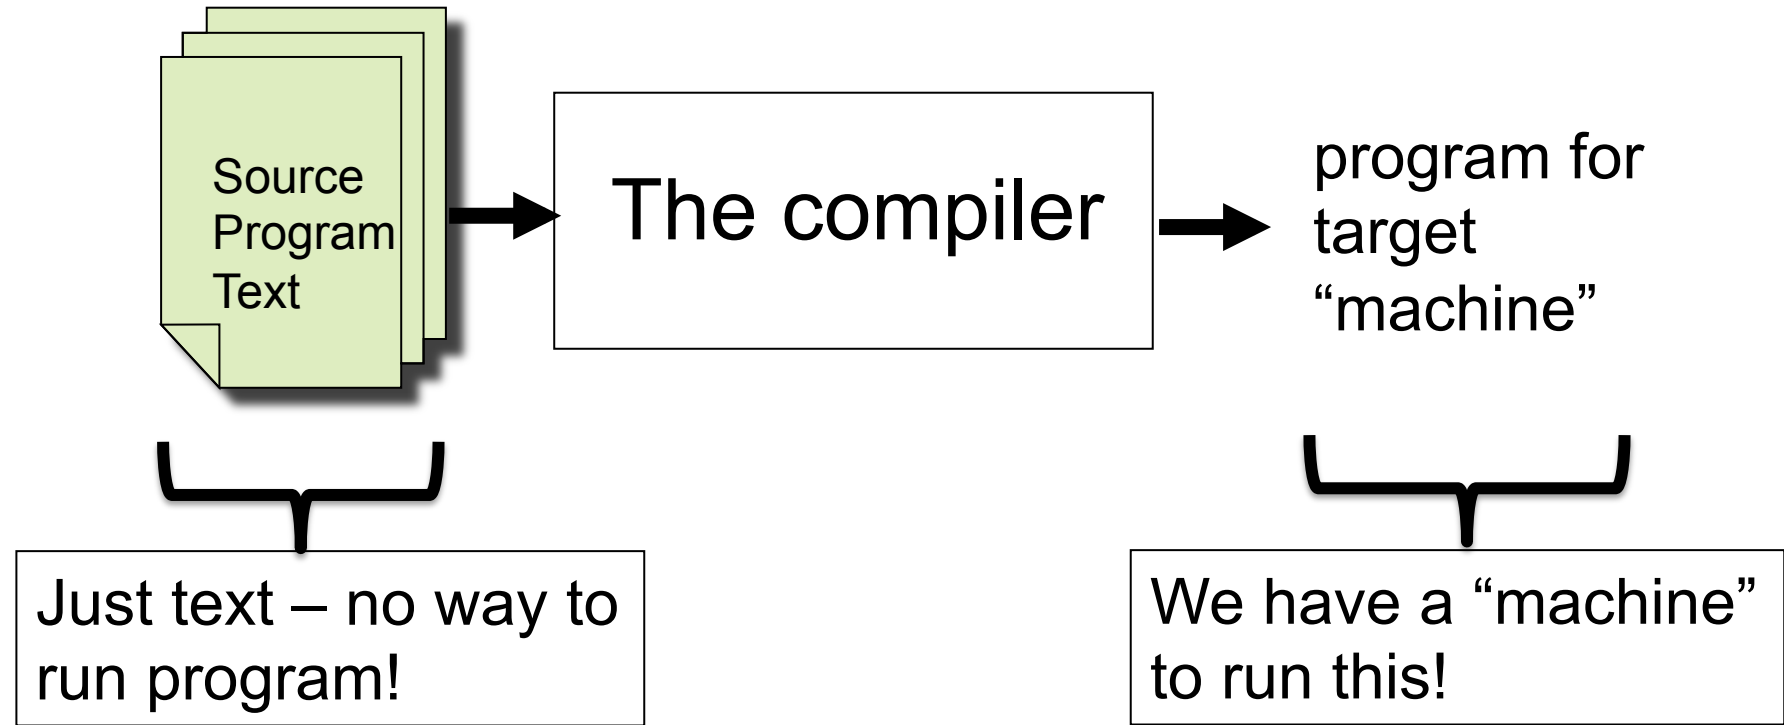 Source
Program
Text
The compiler
program for
target
“machine”
Just text – no way to
run program!
We have a “machine”
to run this!